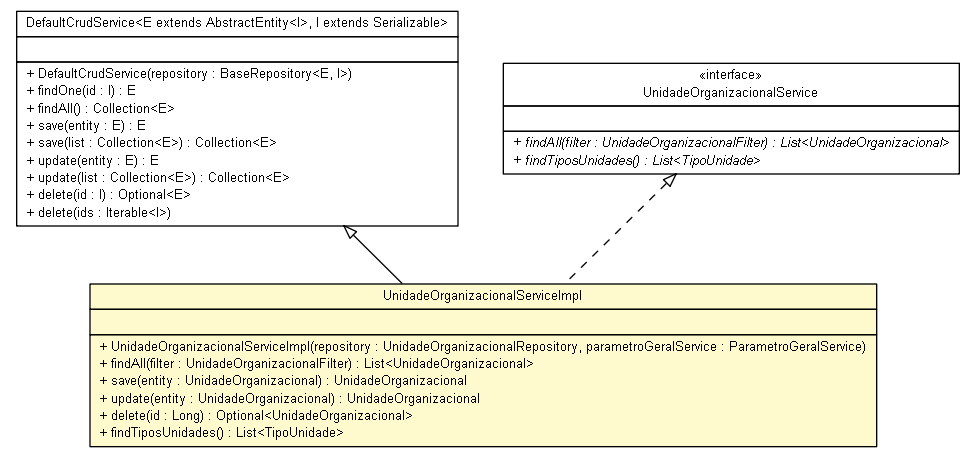 DefaultCrudService<E extends AbstractEntity<I>, I extends Serializable>
+ DefaultCrudService(repository : BaseRepository<E, I>)
+ findOne(id : I) : E
+ findAll() : Collection<E>
+ save(entity : E) : E
+ save(list : Collection<E>) : Collection<E>
+ update(entity : E) : E
+ update(list : Collection<E>) : Collection<E>
+ delete(id : I) : Optional<E>
+ delete(ids : Iterable<I>)
«interface»
UnidadeOrganizacionalService
+ findAll(filter : UnidadeOrganizacionalFilter) : List<UnidadeOrganizacional>
+ findTiposUnidades() : List<TipoUnidade>
UnidadeOrganizacionalServiceImpl
+ UnidadeOrganizacionalServiceImpl(repository : UnidadeOrganizacionalRepository, parametroGeralService : ParametroGeralService)
+ findAll(filter : UnidadeOrganizacionalFilter) : List<UnidadeOrganizacional>
+ save(entity : UnidadeOrganizacional) : UnidadeOrganizacional
+ update(entity : UnidadeOrganizacional) : UnidadeOrganizacional
+ delete(id : Long) : Optional<UnidadeOrganizacional>
+ findTiposUnidades() : List<TipoUnidade>